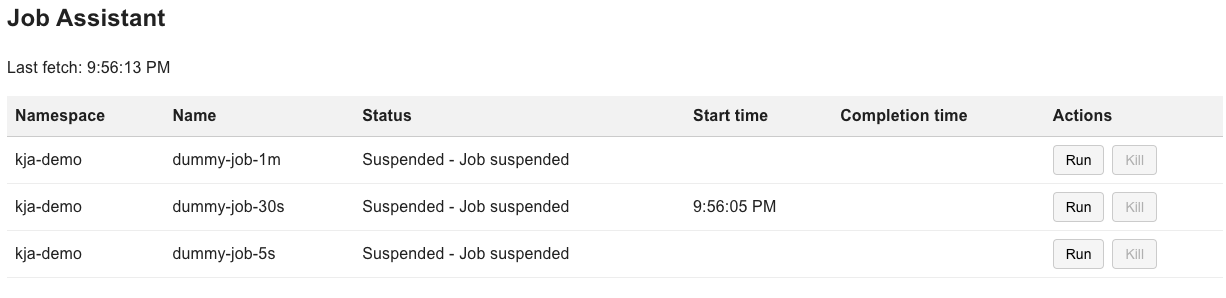 Job Assistant
Last fetch: 9:56:13 PM
Namespace Name Status Start time Completion time Actions
kja-demo dummy-job-1m Suspended - Job suspended Run Kill
kja-demo dummy-job-30s Suspended - Job suspended 9:56:05 PM Run Kill
kja-demo dummy-job-5s Suspended - Job suspended Run Kill